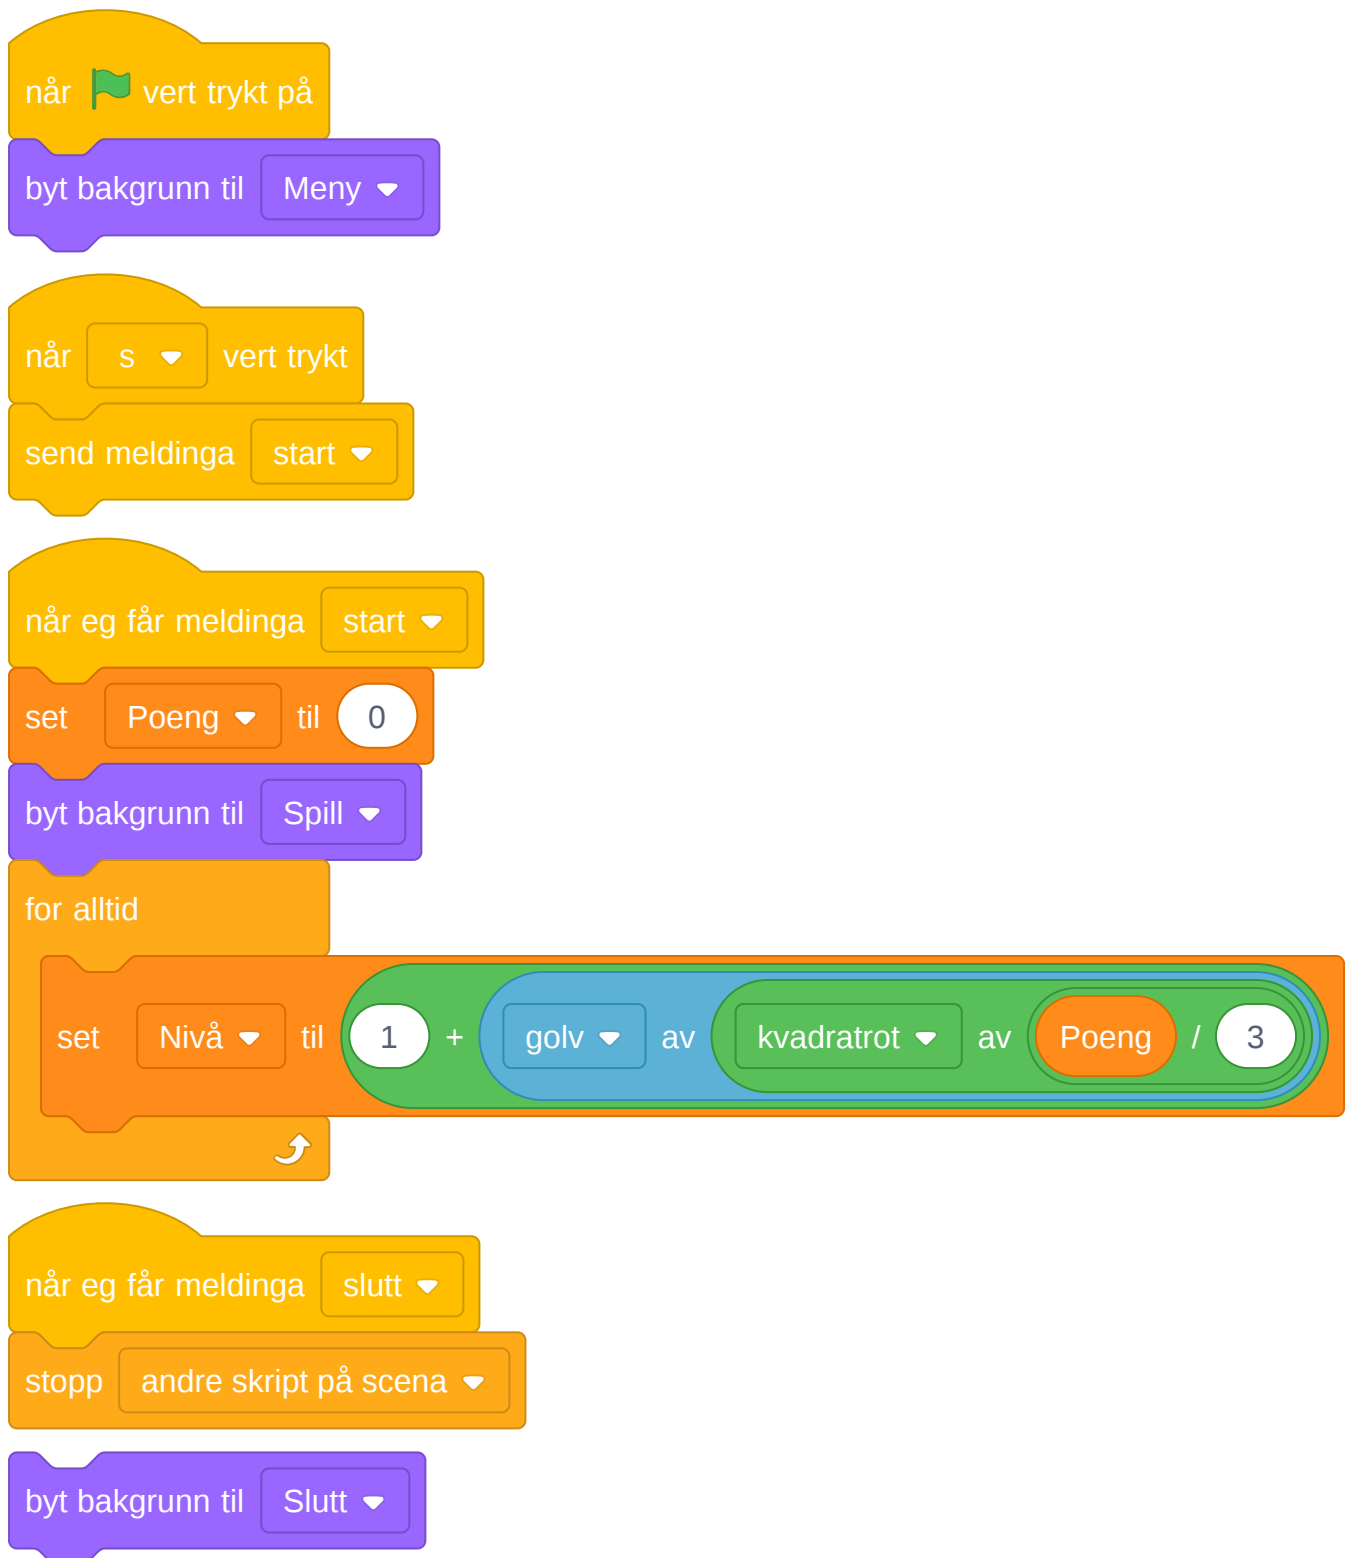 når vert trykt på
byt bakgrunn til Meny
når s vert trykt
send meldinga start
når eg får meldinga start
set Poeng til 0
byt bakgrunn til Spill
for alltid
set Nivå til 1 + golv av kvadratrot av Poeng / 3
når eg får meldinga slutt
stopp andre skript på scena
byt bakgrunn til Slutt